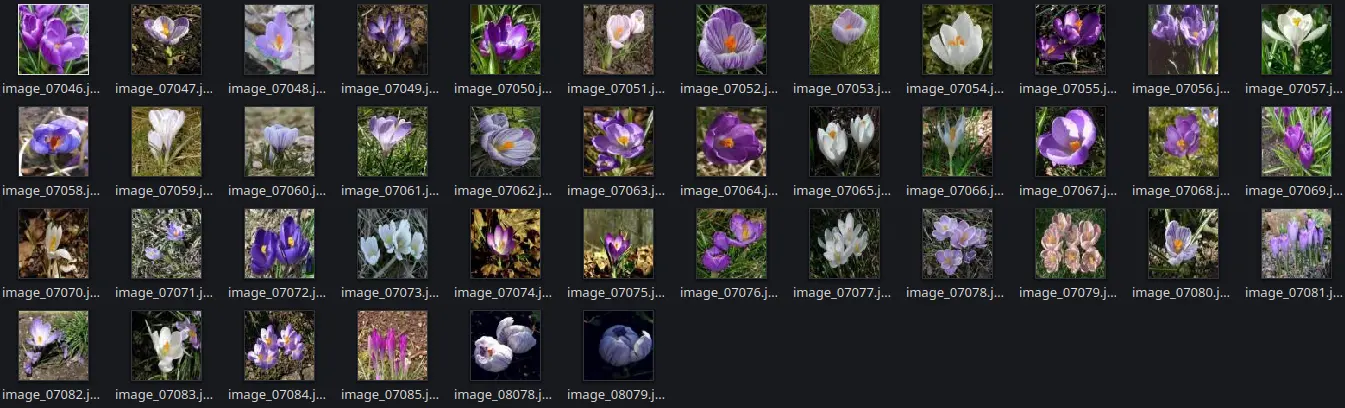 image_07046.j... image_07047.j... image_07048.j... image_07049.j... image_07050.j... image_07051.j... image_07052.j... image_07053.j... image_07054.j... image_07055.j... image_07056.j... image_07057.j...
image_07058.j... image_07059.j... image_07060.j... image_07061.j... image_07062.j... image_07063.j... image_07064.j... image_07065.j... image_07066.j... image_07067.j... image_07068.j... image_07069.j...
image_07070.j... image_07071.j... image_07072.j... image_07073.j... image_07074.j... image_07075.j... image_07076.j... image_07077.j... image_07078.j... image_07079.j... image_07080.j... image_07081.j...
image_07082.j... image_07083.j... image_07084.j... image_07085.j... image_08078.j... image_08079.j...